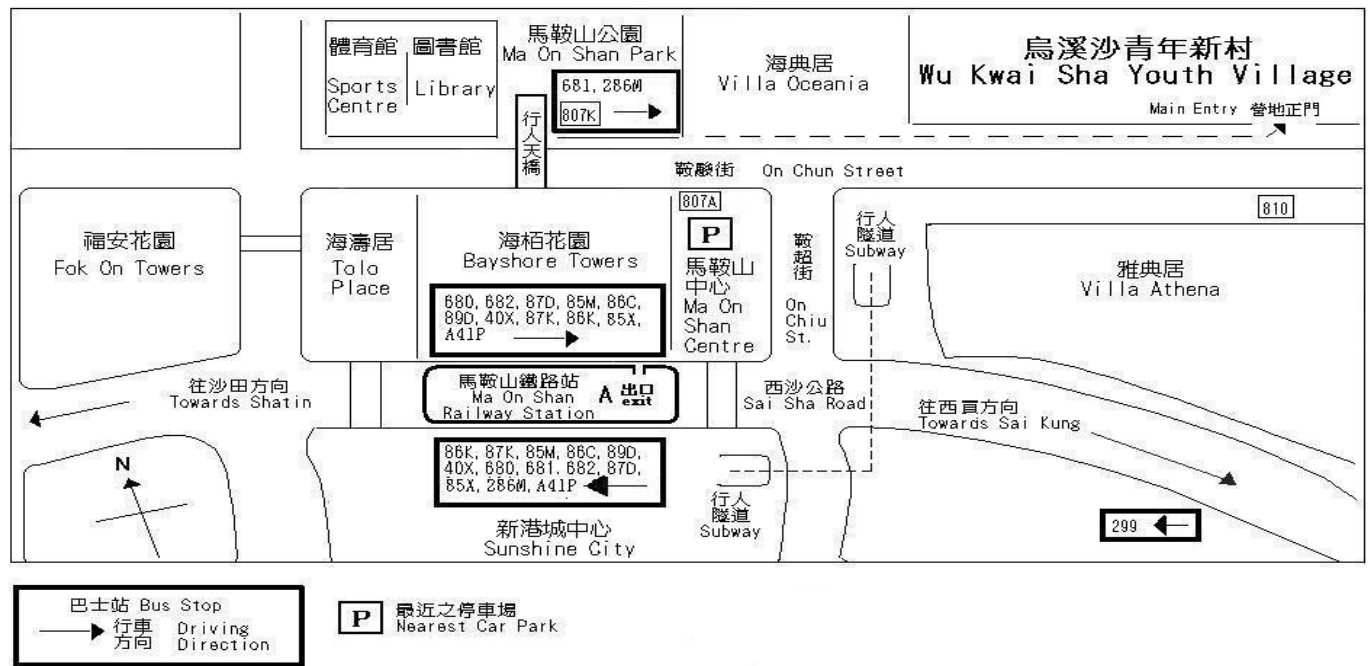 體育館
Sports
Centre
圖書館
Library
馬鞍山公園
Ma On Shan Park
681, 286M
807K
海典居
Villa Oceania
烏溪沙青年新村
Wu Kwai Sha Youth Village
Main Entry 營地正門
行人天橋
鞍駿街 On Chun Street
福安花園
Fok On Towers
海濤居
Tolo
Place
海栢花園
Bayshore Towers
680, 682, 87D, 85M, 86C,
89D, 40X, 87K, 86K, 85X,
A41P
807A
P
馬鞍山
中心
Ma On
Shan
Centre
鞍超街
On
Chiu
St.
行人
隧道
Subway
810
雅典居
Villa Athena
往沙田方向
Towards Shatin
馬鞍山鐵路站
Ma On Shan
Railway Station
A 出口
exit
西沙公路
Sai Sha Road
往西貢方向
Towards Sai Kung
N
86K, 87K, 85M, 86C, 89D,
40X, 680, 681. 682, 87D,
85X, 286M, A41P
行人
隧道
Subway
新港城中心
Sunshine City
299
巴士站 Bus Stop
行車 Driving
方向 Direction
P
最近之停車場
Nearest Car Park